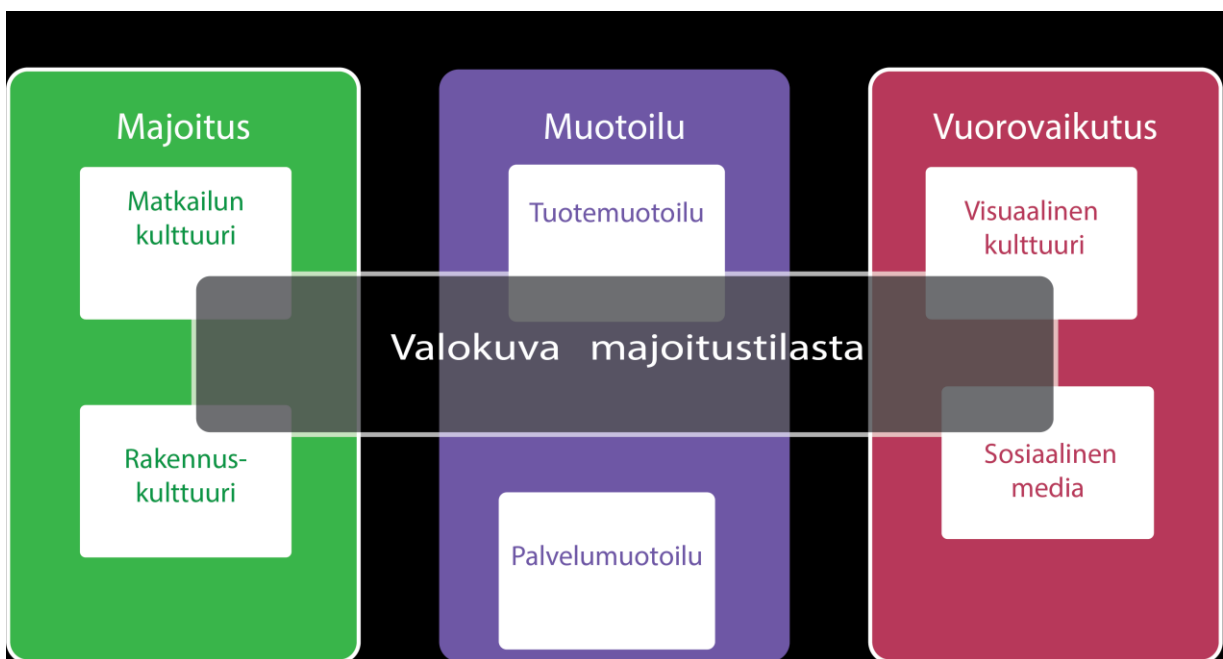 Majoitus
Matkailun
kulttuuri
Rakennus-
kulttuuri
Muotoilu
Tuotemuotoilu
Palvelumuotoilu
Vuorovaikutus
Visuaalinen
kulttuuri
Sosiaalinen
media
Valokuva majoitustilasta